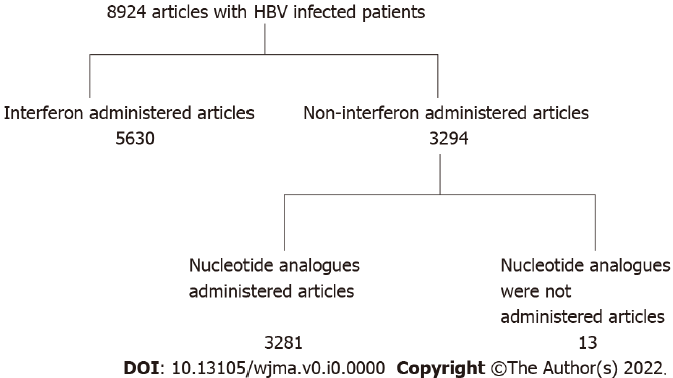 8924 articles with HBV infected patients
Interferon administered articles
5630
Non-interferon administered articles
3294
Nucleotide analogues
administered articles
3281
Nucleotide analogues
were not
administered articles
13
DOI: 10.13105/wjma.v0.i0.0000 Copyright ©The Author(s) 2022.